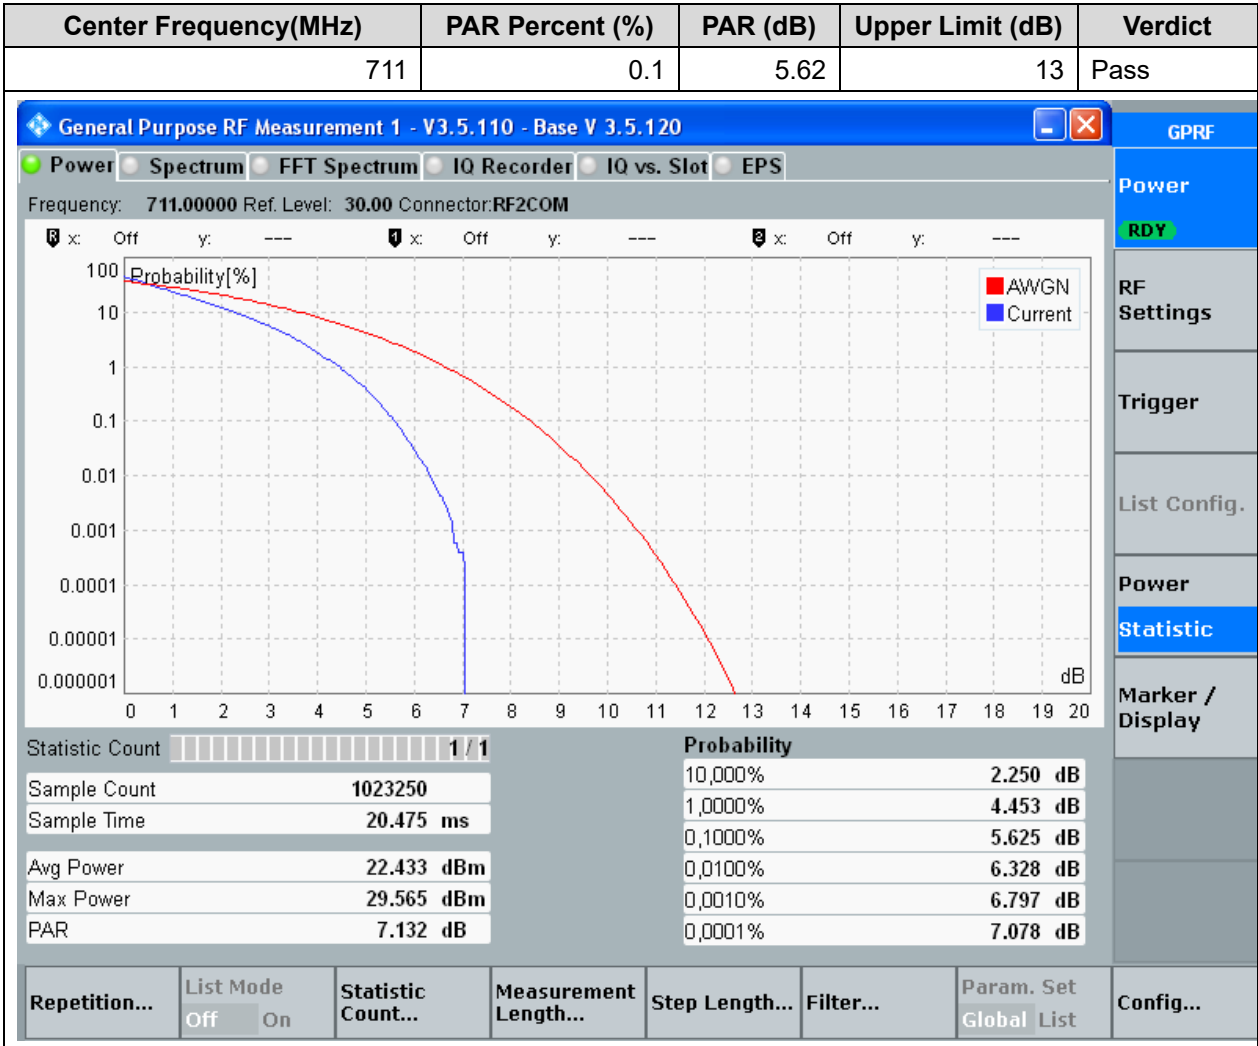 Center Frequency(MHz) PAR Percent (%) PAR (dB) Upper Limit (dB) Verdict
711 0.1 5.62 13 Pass
General Purpose RF Measurement 1 - V3.5.110 - Base V 3.5.120
GPRF
Power Spectrum FFT Spectrum IQ Recorder IQ vs. Slot EPS
Power
RDY
Frequency: 711.00000 Ref. Level: 30.00 Connector:RF2COM
R x: Off y: --- 1 x: Off y: --- 2 x: Off y: ---
Probability[%]
100
10
1
0.1
0.01
0.001
0.0001
0.00001
0.000001
AWGN
Current
dB
0 1 2 3 4 5 6 7 8 9 10 11 12 13 14 15 16 17 18 19 20
RF
Settings
Trigger
List Config.
Power
Statistic
Marker /
Display
Statistic Count 1 / 1
Sample Count 1023250
Sample Time 20.475 ms
Avg Power 22.433 dBm
Max Power 29.565 dBm
PAR 7.132 dB
Probability
10,000% 2.250 dB
1,0000% 4.453 dB
0,1000% 5.625 dB
0,0100% 6.328 dB
0,0010% 6.797 dB
0,0001% 7.078 dB
Repetition...
List Mode
Off On
Statistic
Count...
Measurement
Length...
Step Length...
Filter...
Param. Set
Global List
Config...